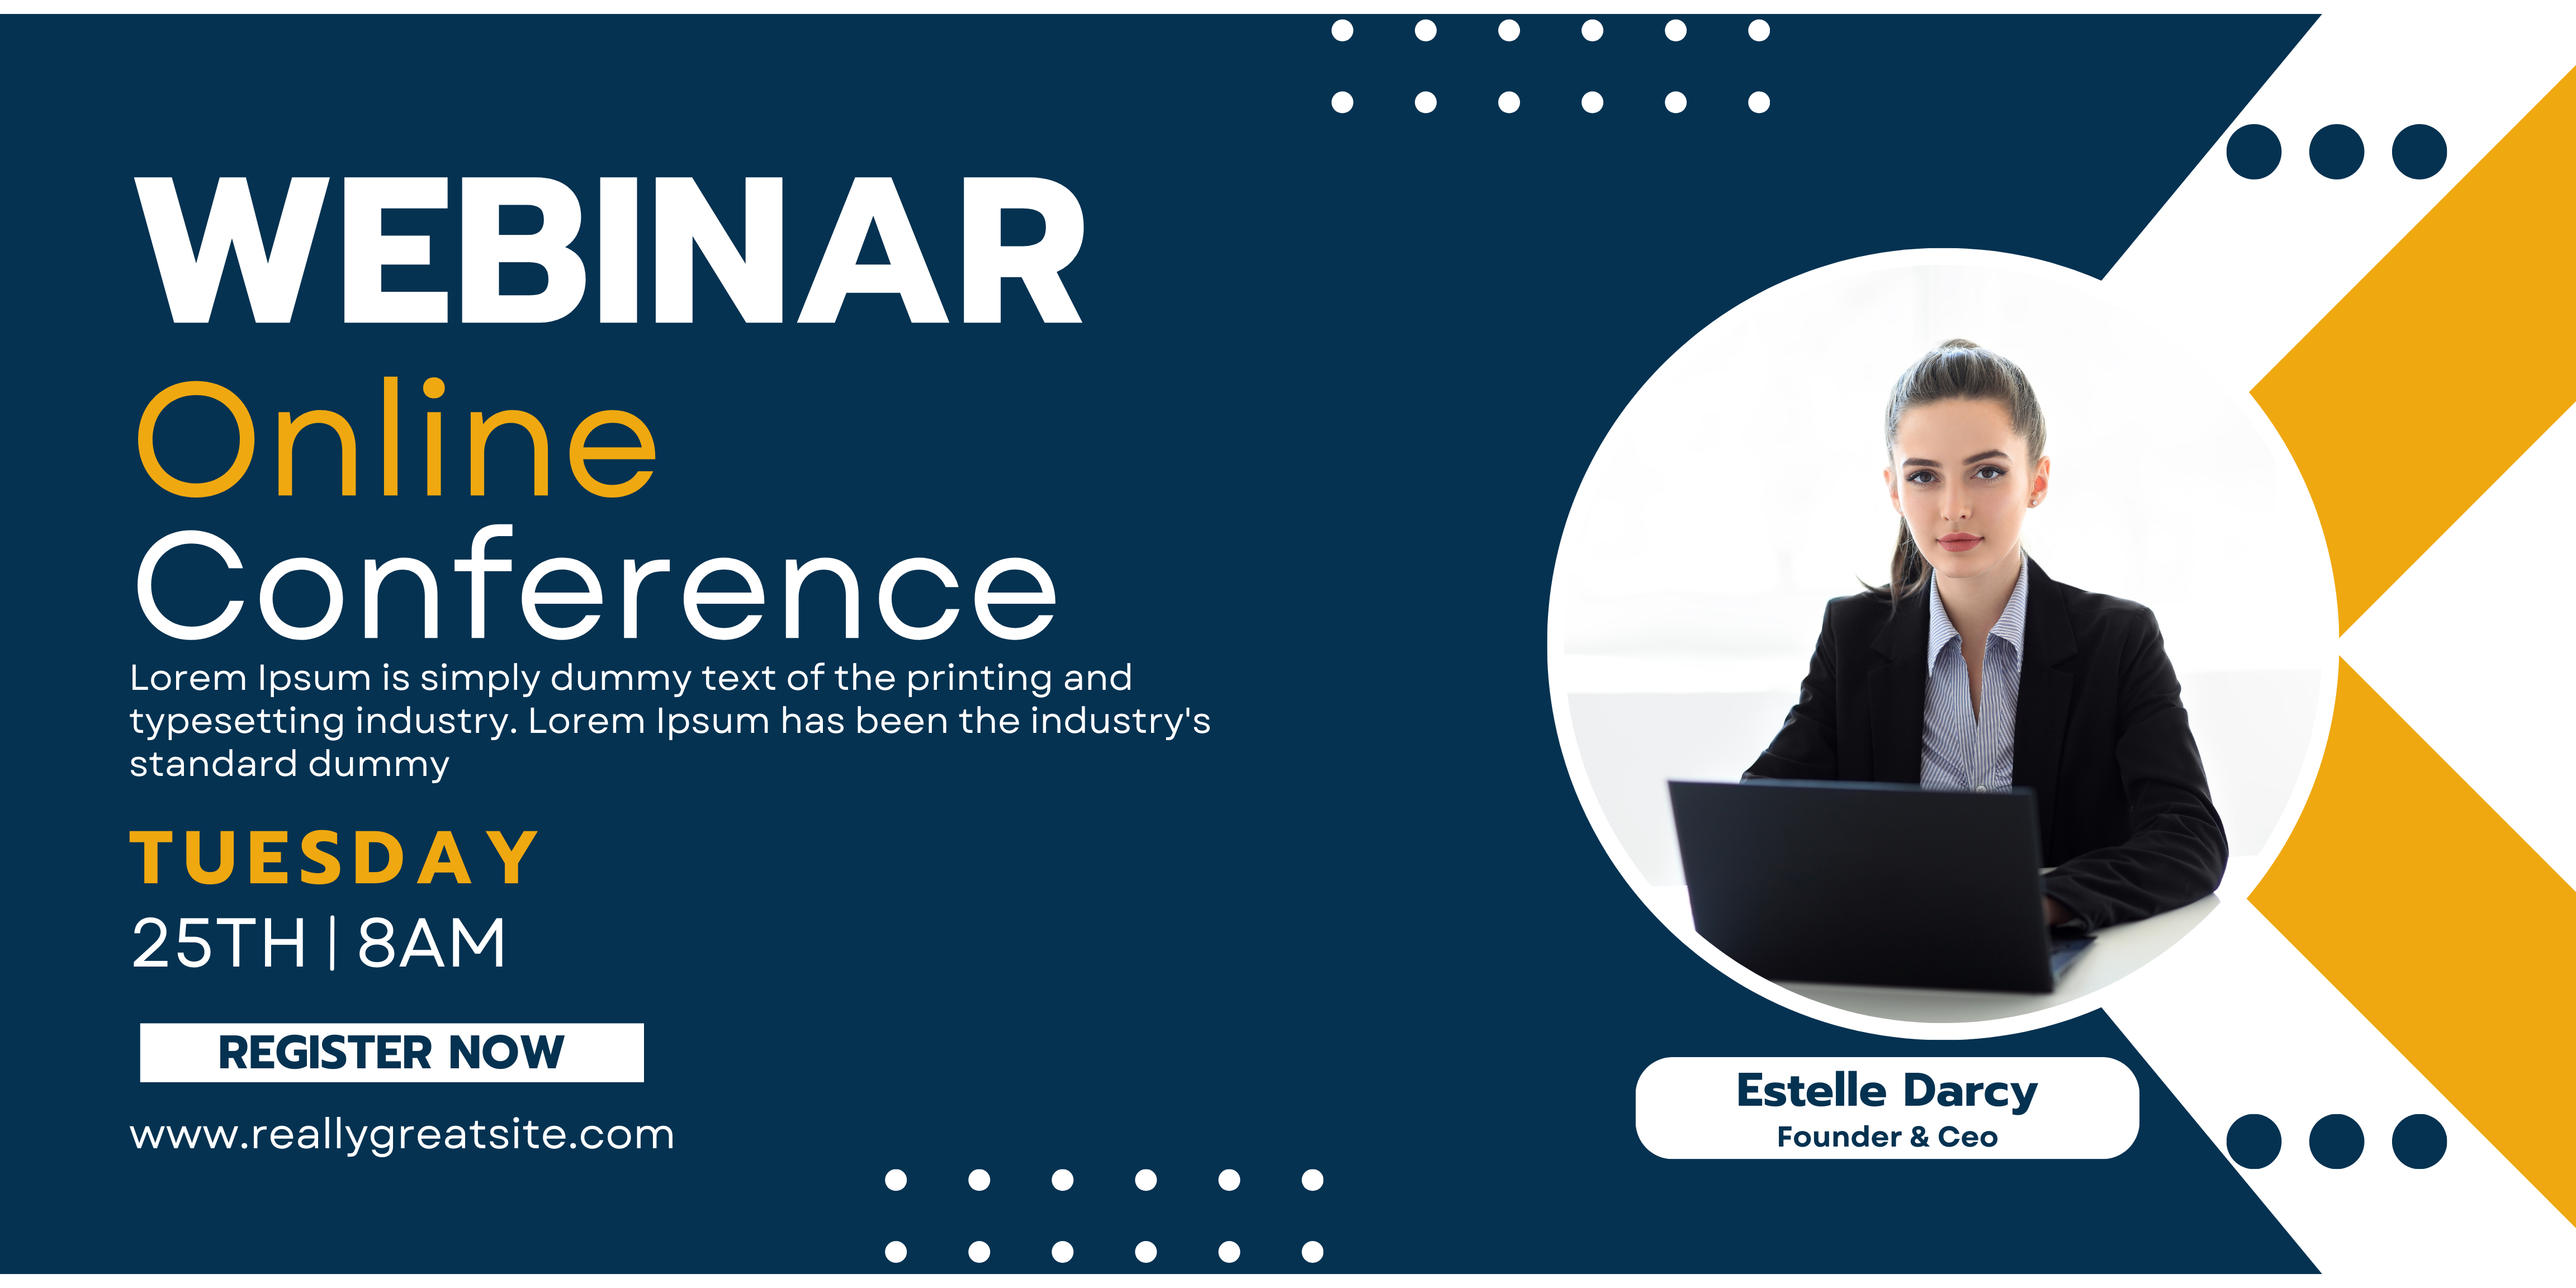 WEBINAR
Online
Conference
Lorem Ipsum is simply dummy text of the printing and
typesetting industry. Lorem Ipsum has been the industry's
standard dummy
TUESDAY
25TH | 8AM
REGISTER NOW
www.reallygreatsite.com
Estelle Darcy
Founder & Ceo